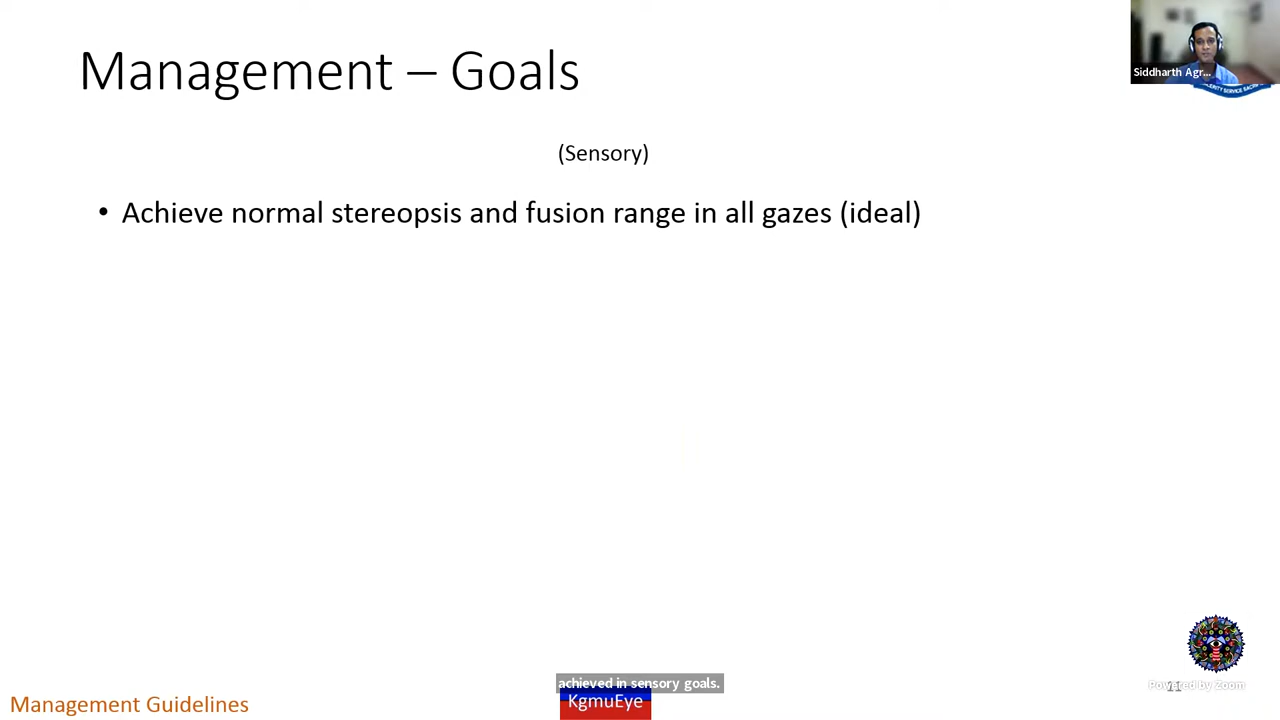 Management – Goals
Siddharth Agr...
(Sensory)
• Achieve normal stereopsis and fusion range in all gazes (ideal)
achieved in sensory goals.
KgmuEye
Management Guidelines
Powered by Zoom
11